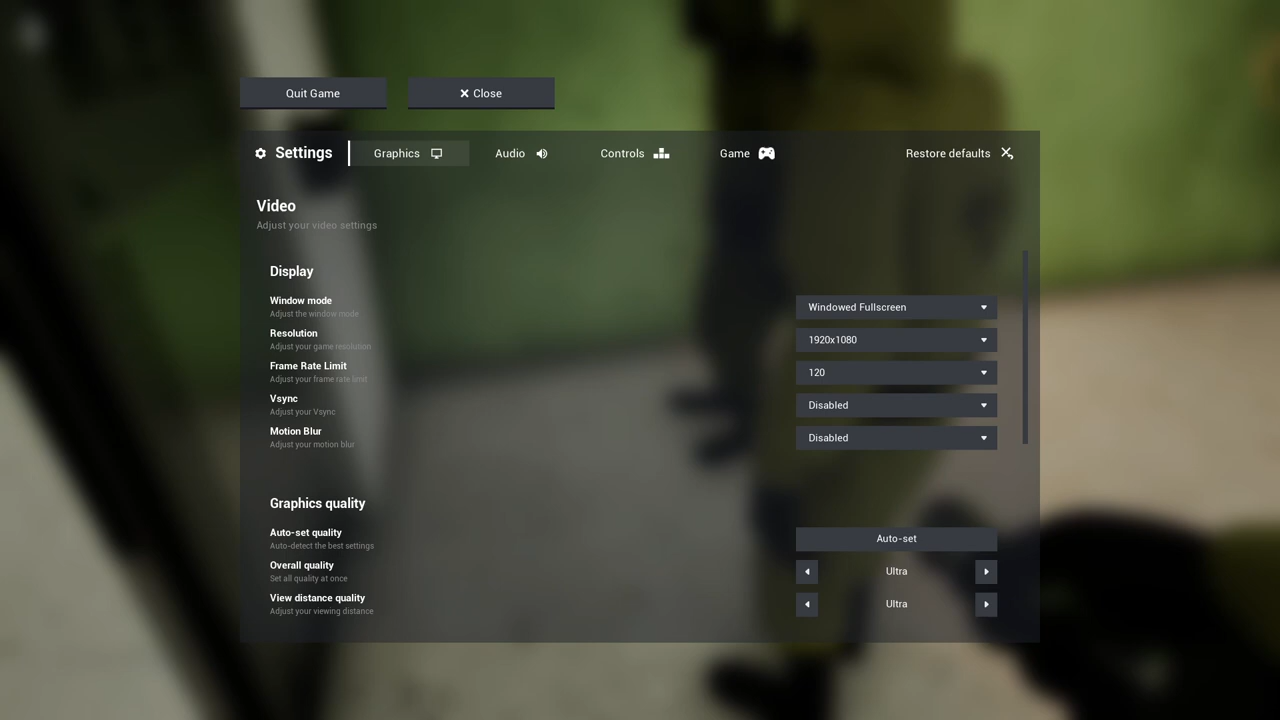 Quit Game
Close
Settings Graphics Audio Controls Game Restore defaults
Video
Adjust your video settings
Display
Window mode
Adjust the window mode
Windowed Fullscreen
Resolution
Adjust your game resolution
1920x1080
Frame Rate Limit
Adjust your frame rate limit
120
Vsync
Adjust your Vsync
Disabled
Motion Blur
Adjust your motion blur
Disabled
Graphics quality
Auto-set quality
Auto-detect the best settings
Auto-set
Overall quality
Set all quality at once
Ultra
View distance quality
Adjust your viewing distance
Ultra